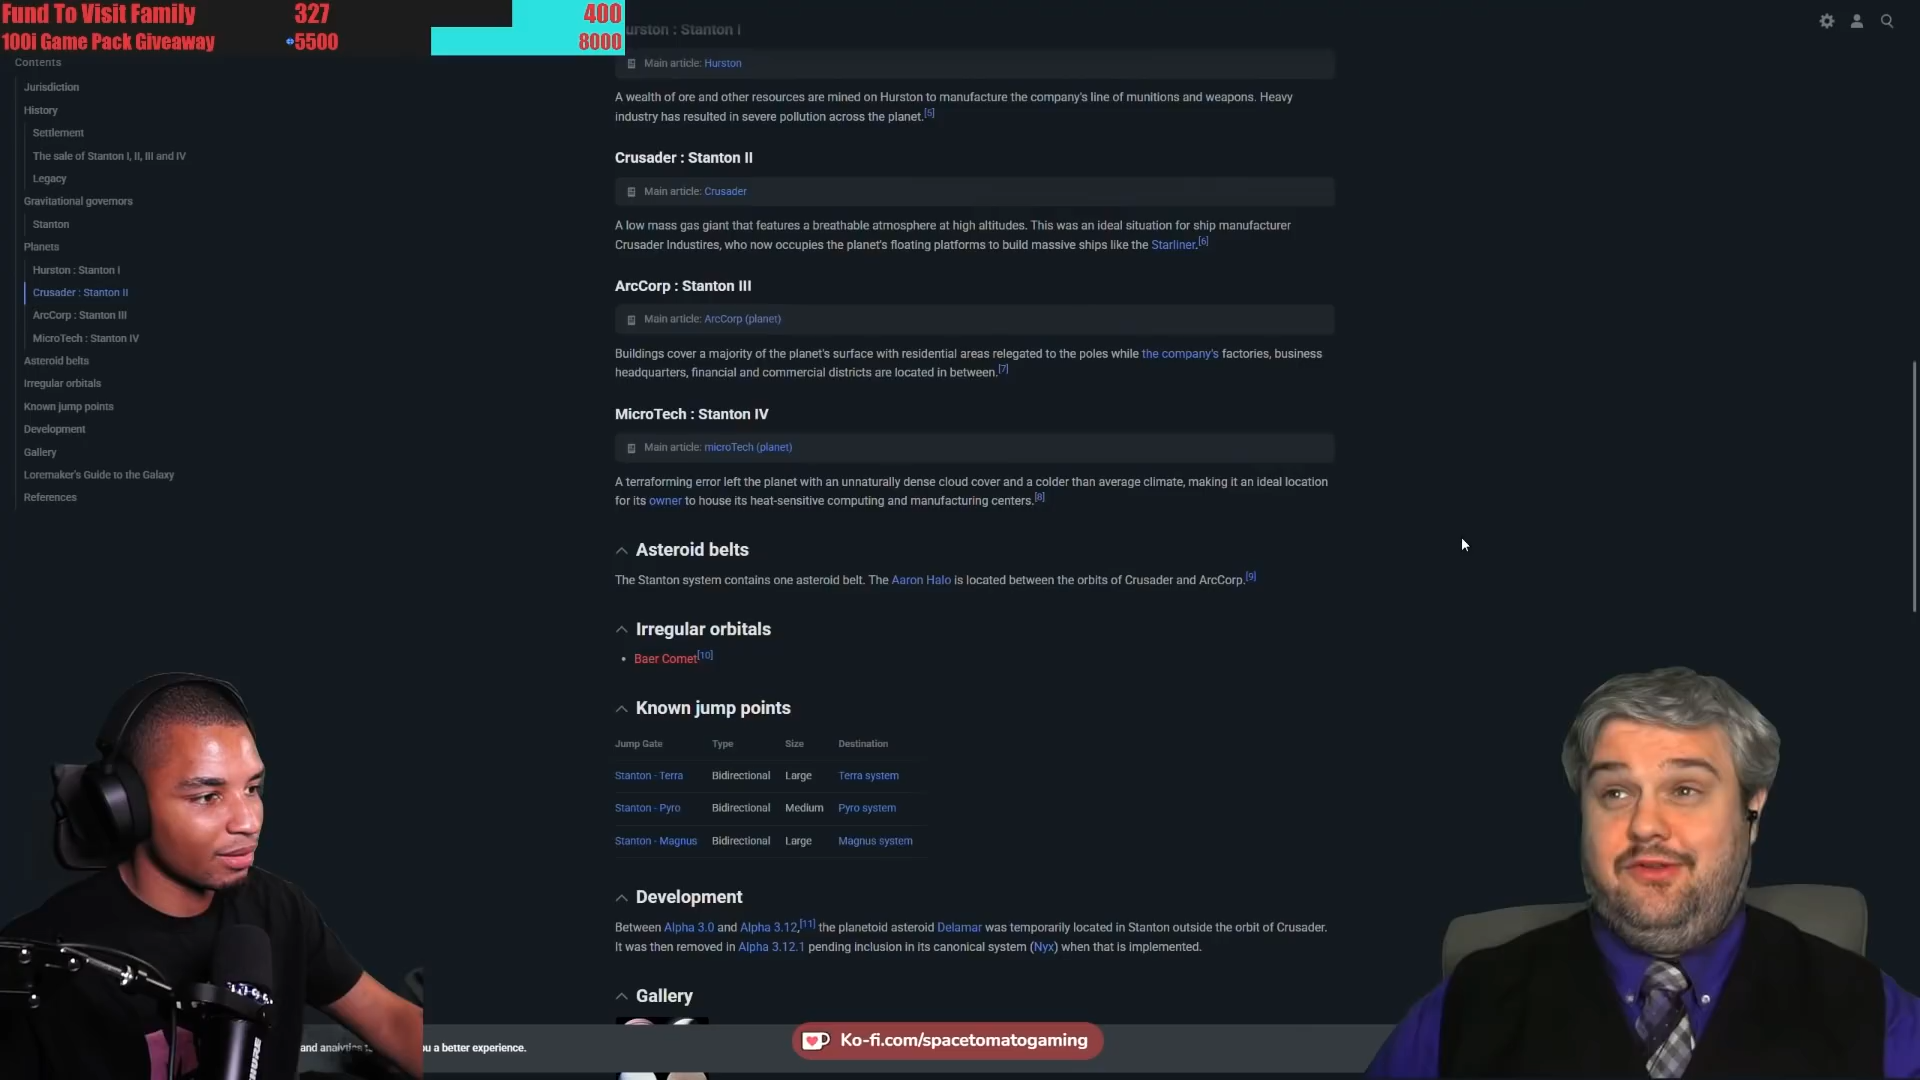 Fund To Visit Family 327 400
100i Game Pack Giveaway 5500 8000
Contents
Jurisdiction
History
Settlement
The sale of Stanton I, II, III and IV
Legacy
Gravitational governors
Stanton
Planets
Hurston : Stanton I
Crusader : Stanton II
ArcCorp : Stanton III
MicroTech : Stanton IV
Asteroid belts
Irregular orbitals
Known jump points
Development
Gallery
Loremaker's Guide to the Galaxy
References
urston : Stanton I
Main article: Hurston
A wealth of ore and other resources are mined on Hurston to manufacture the company's line of munitions and weapons. Heavy
industry has resulted in severe pollution across the planet.[5]
Crusader : Stanton II
Main article: Crusader
A low mass gas giant that features a breathable atmosphere at high altitudes. This was an ideal situation for ship manufacturer
Crusader Industires, who now occupies the planet's floating platforms to build massive ships like the Starliner.[6]
ArcCorp : Stanton III
Main article: ArcCorp (planet)
Buildings cover a majority of the planet's surface with residential areas relegated to the poles while the company's factories, business
headquarters, financial and commercial districts are located in between.[7]
MicroTech : Stanton IV
Main article: microTech (planet)
A terraforming error left the planet with an unnaturally dense cloud cover and a colder than average climate, making it an ideal location
for its owner to house its heat-sensitive computing and manufacturing centers.[8]
Asteroid belts
The Stanton system contains one asteroid belt. The Aaron Halo is located between the orbits of Crusader and ArcCorp.[9]
Irregular orbitals
• Baer Comet[10]
Known jump points
Jump Gate Type Size Destination
Stanton - Terra Bidirectional Large Terra system
Stanton - Pyro Bidirectional Medium Pyro system
Stanton - Magnus Bidirectional Large Magnus system
Development
Between Alpha 3.0 and Alpha 3.12,[11] the planetoid asteroid Delamar was temporarily located in Stanton outside the orbit of Crusader.
It was then removed in Alpha 3.12.1 pending inclusion in its canonical system (Nyx) when that is implemented.
Gallery
and analytics u a better experience.
Ko-fi.com/spacetomatogaming